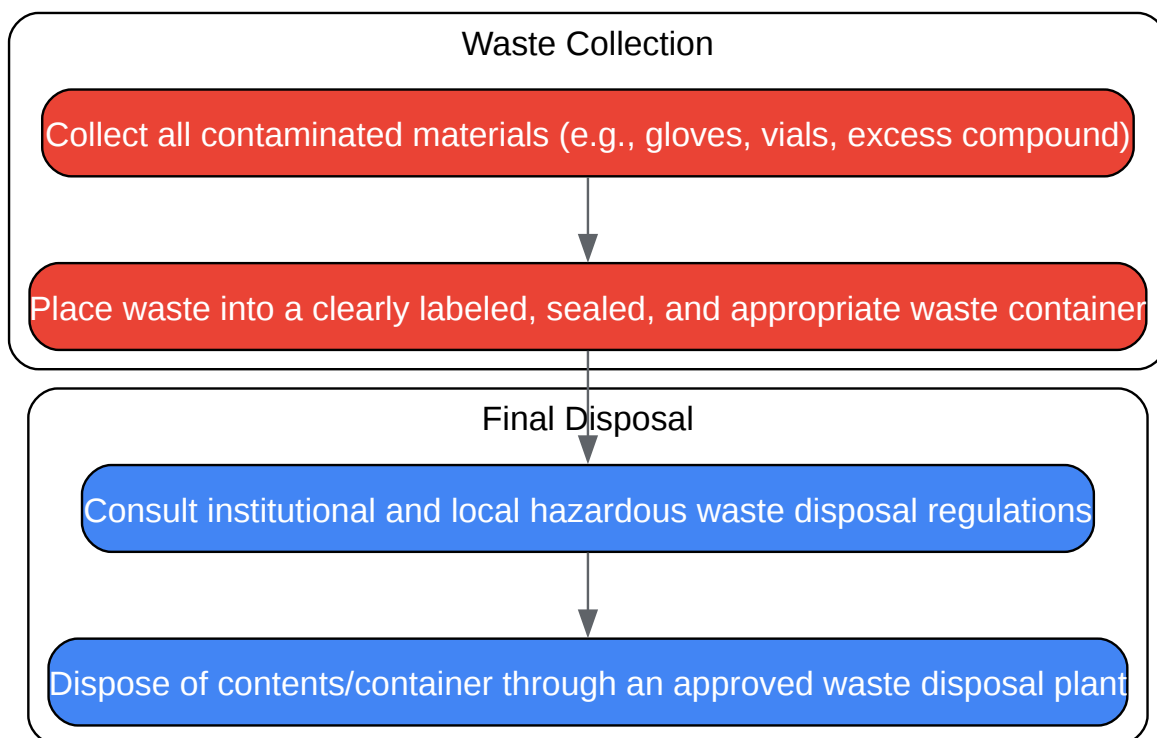 Waste Collection
Collect all contaminated materials (e.g., gloves, vials, excess compound)
Place waste into a clearly labeled, sealed, and appropriate waste container
Final Disposal
Consult institutional and local hazardous waste disposal regulations
Dispose of contents/container through an approved waste disposal plant